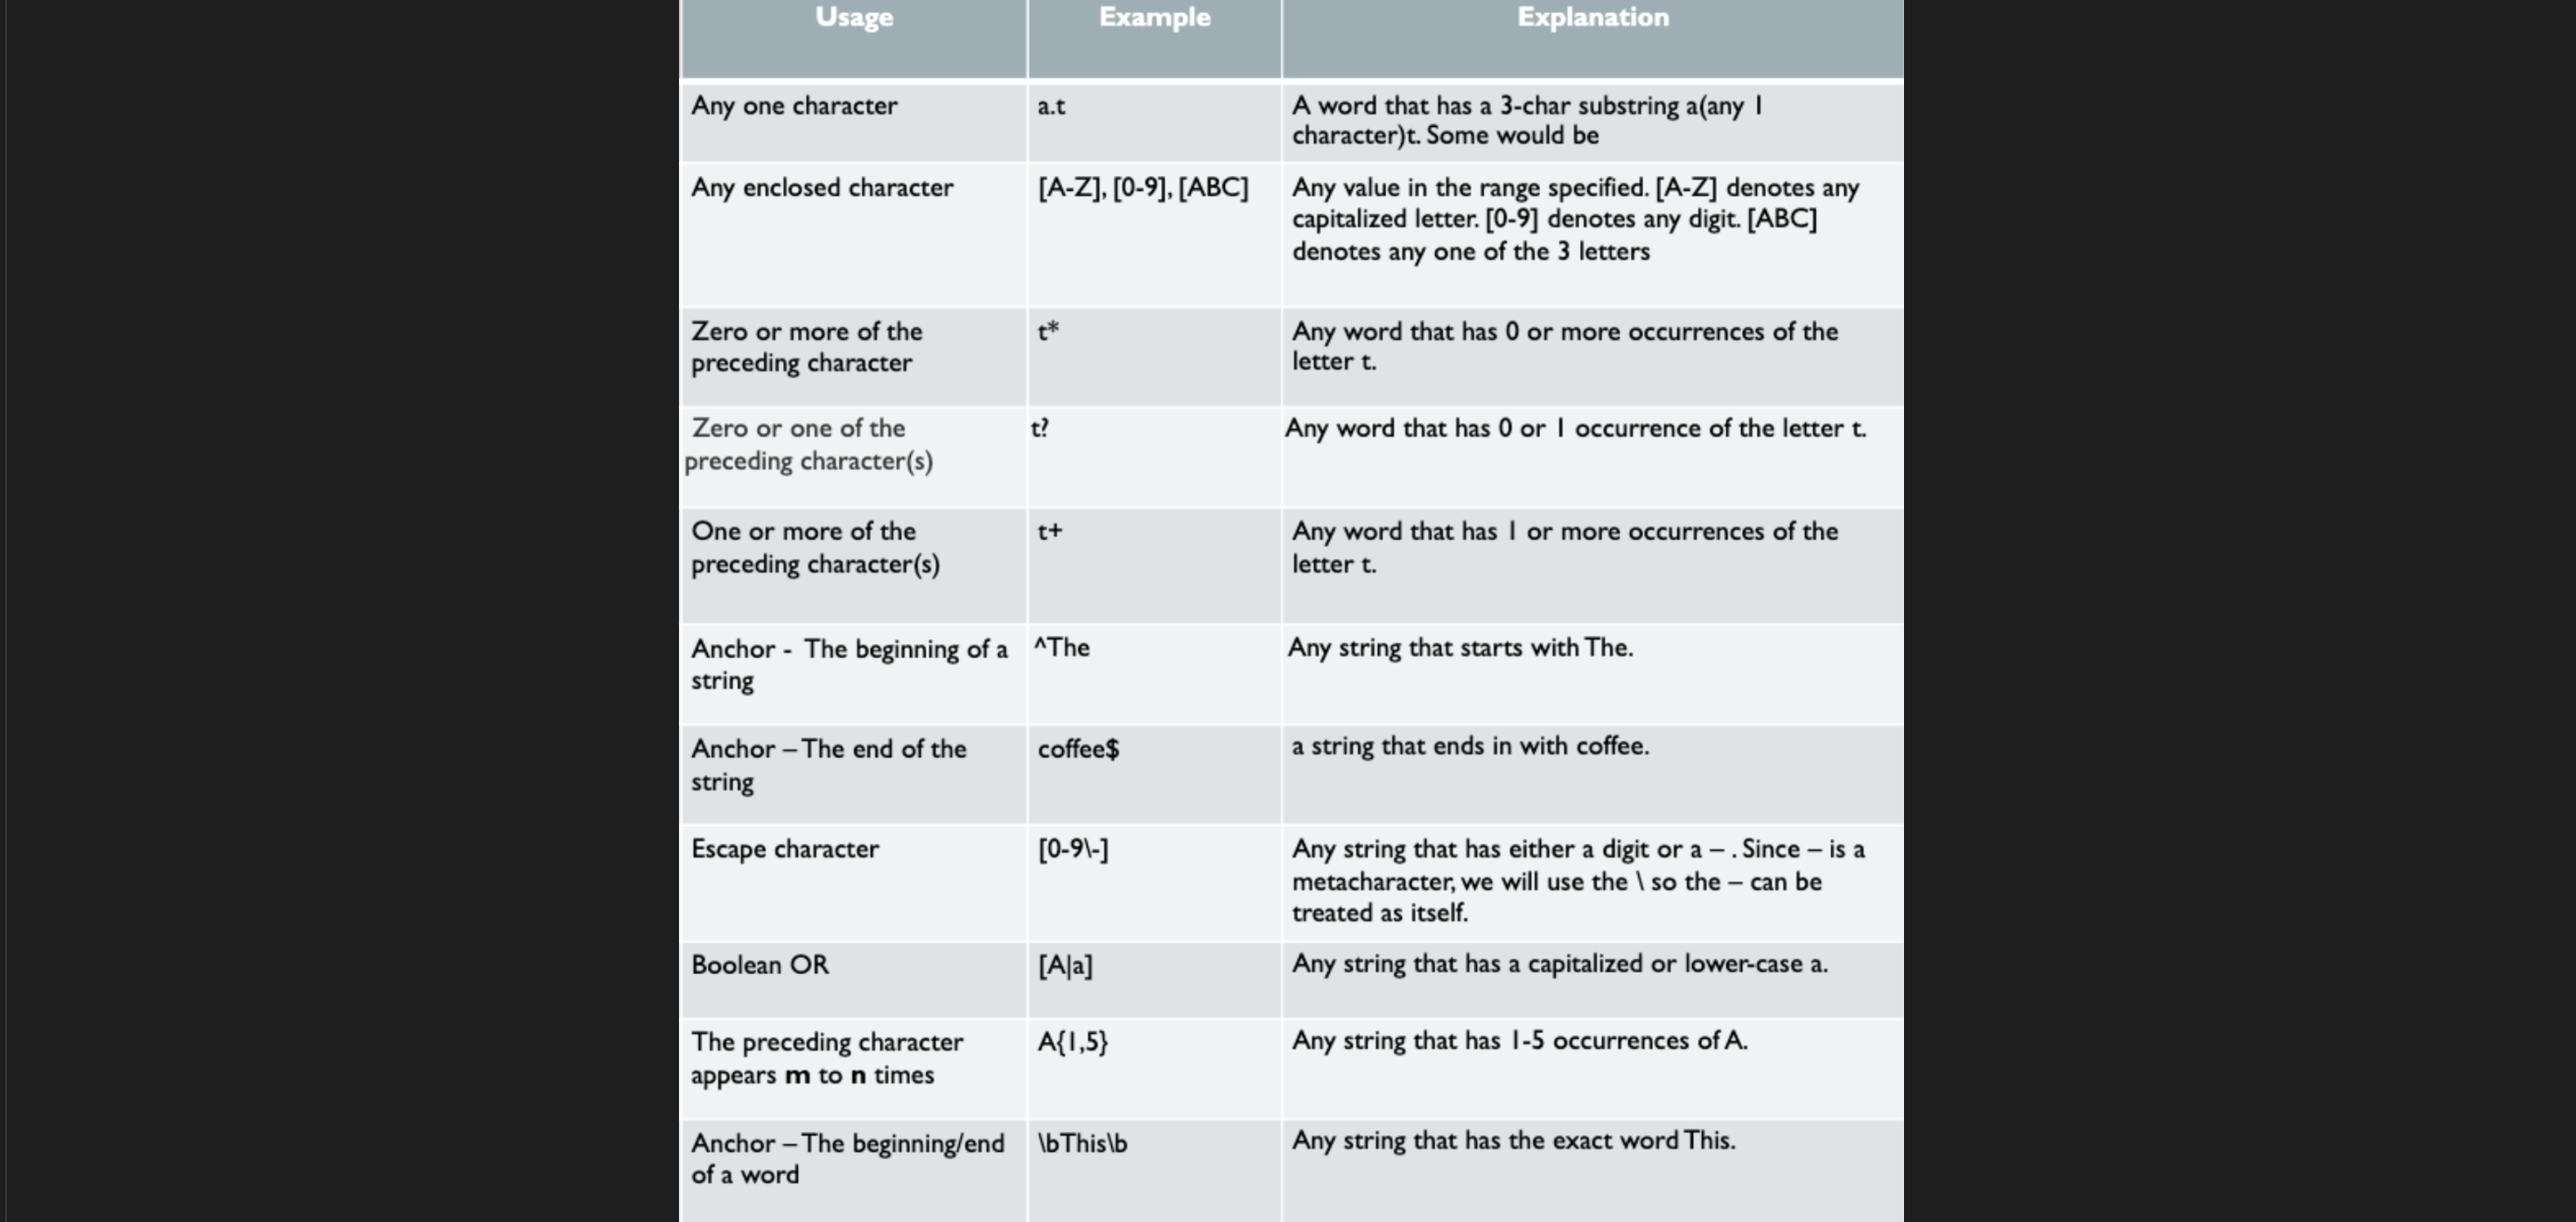 Usage Example Explanation
Any one character a.t A word that has a 3-char substring a(any 1
character)t. Some would be
Any enclosed character [A-Z], [0-9], [ABC] Any value in the range specified. [A-Z] denotes any
capitalized letter. [0-9] denotes any digit. [ABC]
denotes any one of the 3 letters
Zero or more of the t* Any word that has 0 or more occurrences of the
preceding character letter t.
Zero or one of the t? Any word that has 0 or 1 occurrence of the letter t.
preceding character(s)
One or more of the t+ Any word that has 1 or more occurrences of the
preceding character(s) letter t.
Anchor - The beginning of a ^The Any string that starts with The.
string
Anchor – The end of the coffee$ a string that ends in with coffee.
string
Escape character [0-9\-] Any string that has either a digit or a – . Since – is a
metacharacter, we will use the \ so the – can be
treated as itself.
Boolean OR [A|a] Any string that has a capitalized or lower-case a.
The preceding character A{1,5} Any string that has 1-5 occurrences of A.
appears m to n times
Anchor – The beginning/end \bThis\b Any string that has the exact word This.
of a word